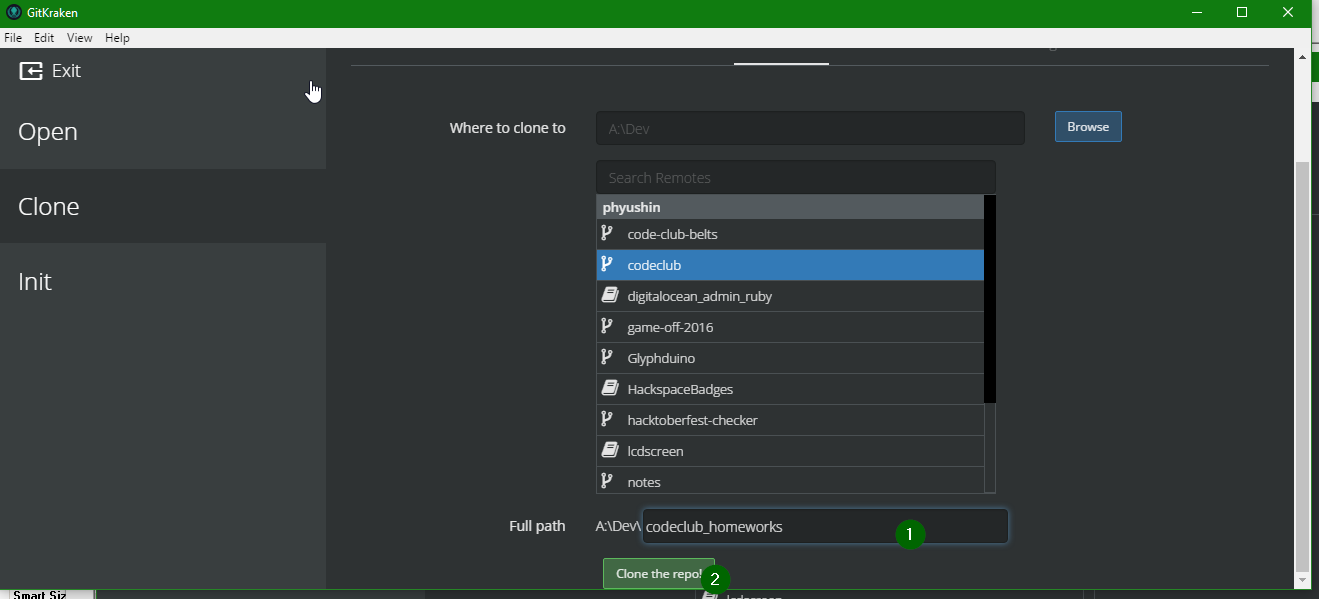 GitKraken
File Edit View Help
Exit
Open
Clone
Init
Where to clone to A:\Dev Browse
Search Remotes
phyushin
code-club-belts
codeclub
digitalocean_admin_ruby
game-off-2016
Glyphduino
HackspaceBadges
hacktoberfest-checker
lcdscreen
notes
Full path A:\Dev\ codeclub_homeworks 1
Clone the repo! 2
Smart Siz
lcdscreen